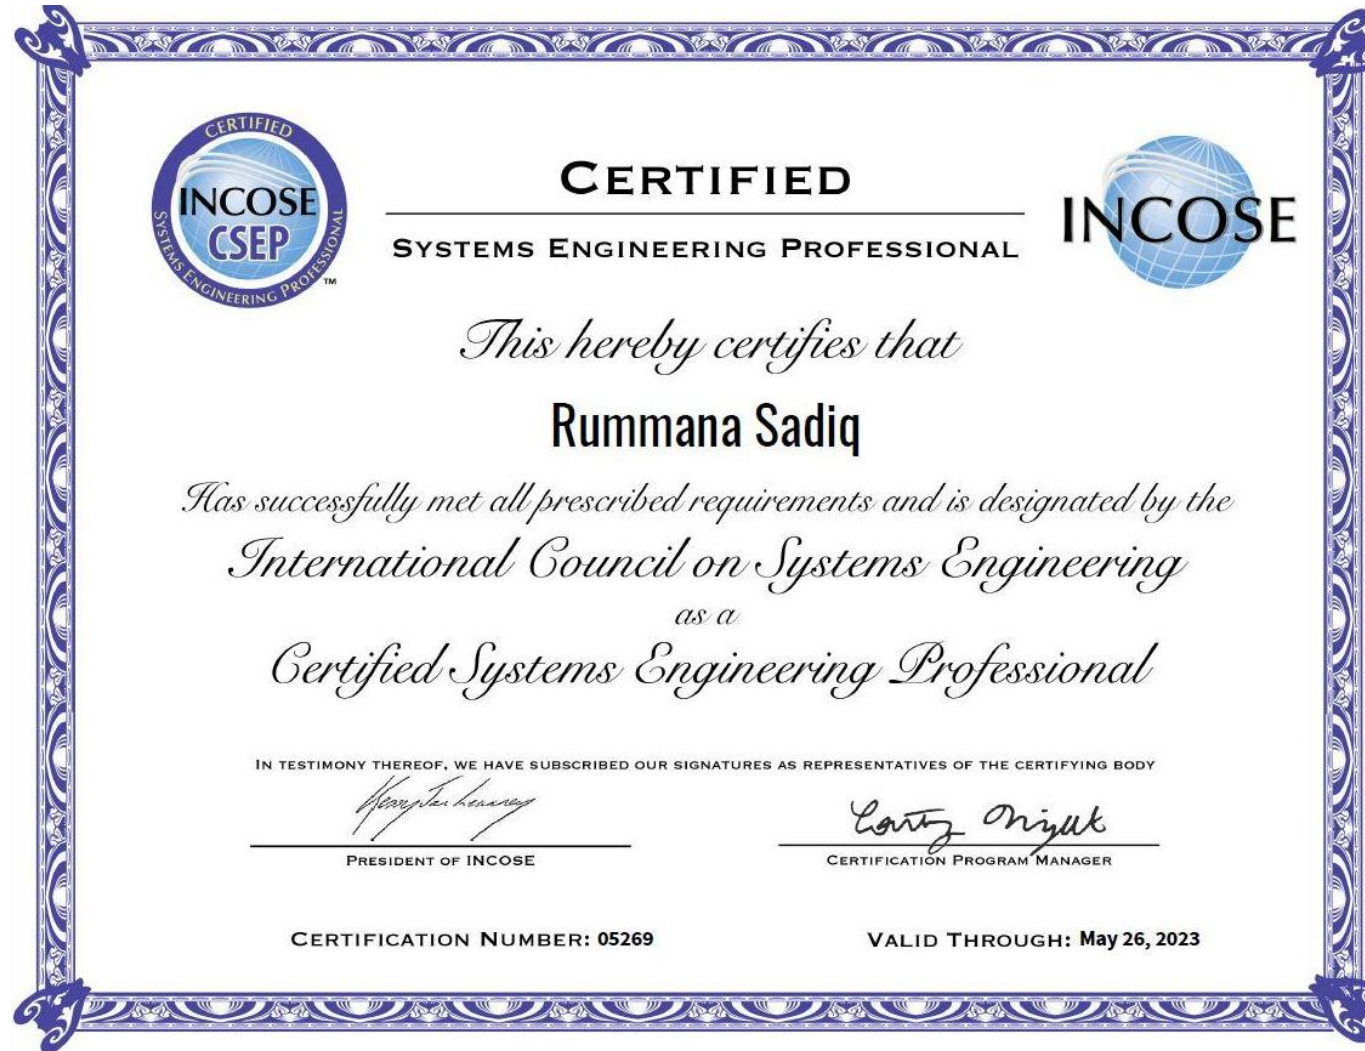 CERTIFIED
INCOSE
CSEP
SYSTEMS ENGINEERING PROFESSIONAL
TM
CERTIFIED
SYSTEMS ENGINEERING PROFESSIONAL
INCOSE
This hereby certifies that
Rummana Sadiq
Has successfully met all prescribed requirements and is designated by the
International Council on Systems Engineering
as a
Certified Systems Engineering Professional
IN TESTIMONY THEREOF, WE HAVE SUBSCRIBED OUR SIGNATURES AS REPRESENTATIVES OF THE CERTIFYING BODY
PRESIDENT OF INCOSE
CERTIFICATION PROGRAM MANAGER
CERTIFICATION NUMBER: 05269
VALID THROUGH: May 26, 2023